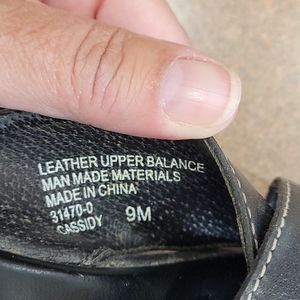 LEATHER UPPER BALANCE
MAN MADE MATERIALS
MADE IN CHINA
31470-0 9M
CASSIDY